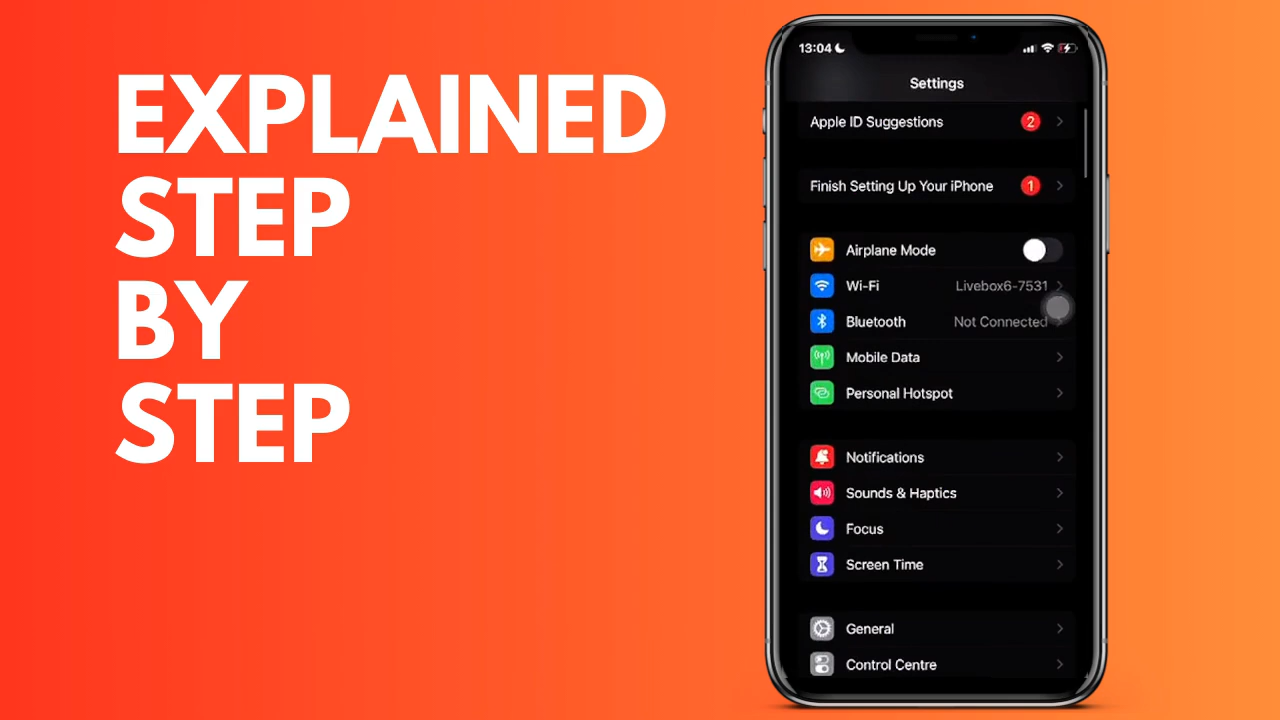 EXPLAINED
STEP
BY
STEP
13:04
Settings
Apple ID Suggestions 2
Finish Setting Up Your iPhone 1
Airplane Mode
Wi-Fi Livebox6-7531
Bluetooth Not Connected
Mobile Data
Personal Hotspot
Notifications
Sounds & Haptics
Focus
Screen Time
General
Control Centre